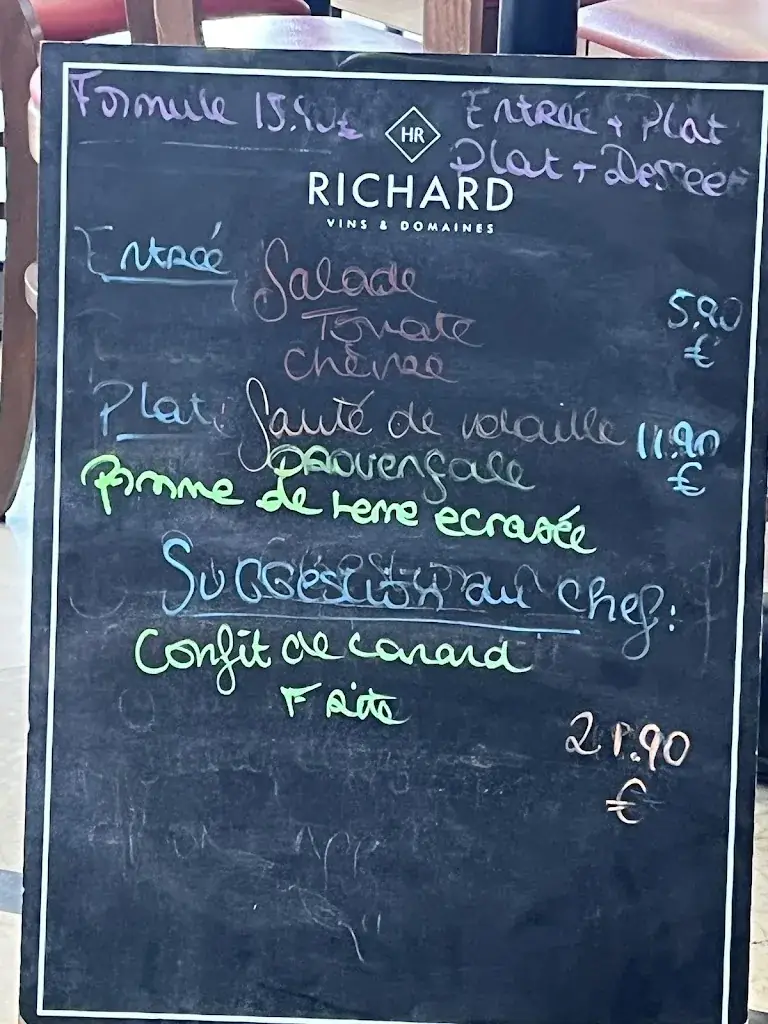 Formule 15.90€ Entrée + Plat
Plat + Dessert
HR
RICHARD
VINS & DOMAINES
Entrée Salade 5.90
Tomate €
chèvre
Plat: Sauté de volaille 11.90
provençale €
Pomme de terre ecrasée
Suggestion du chef:
Confit de canard
Frite
21.90
€